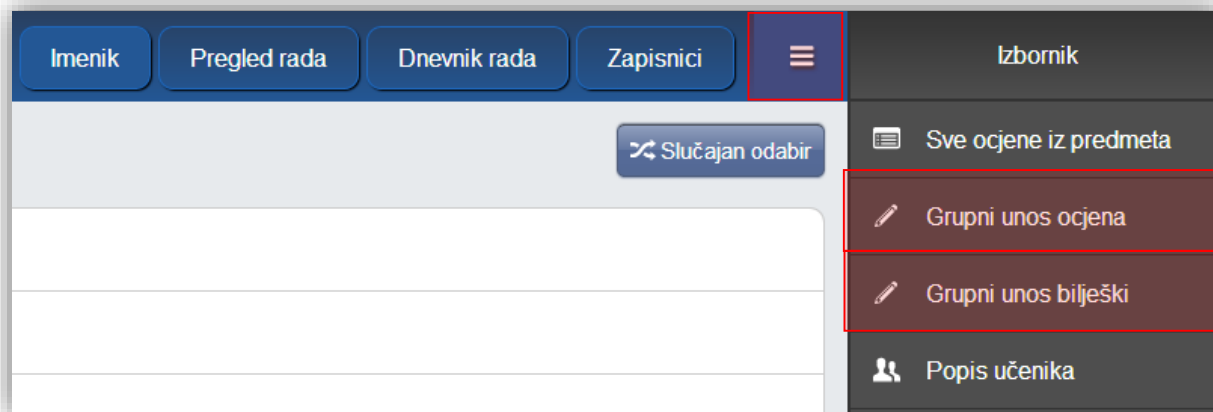 Imenik Pregled rada Dnevnik rada Zapisnici
Izbornik
Slučajan odabir
Sve ocjene iz predmeta
Grupni unos ocjena
Grupni unos bilješki
Popis učenika